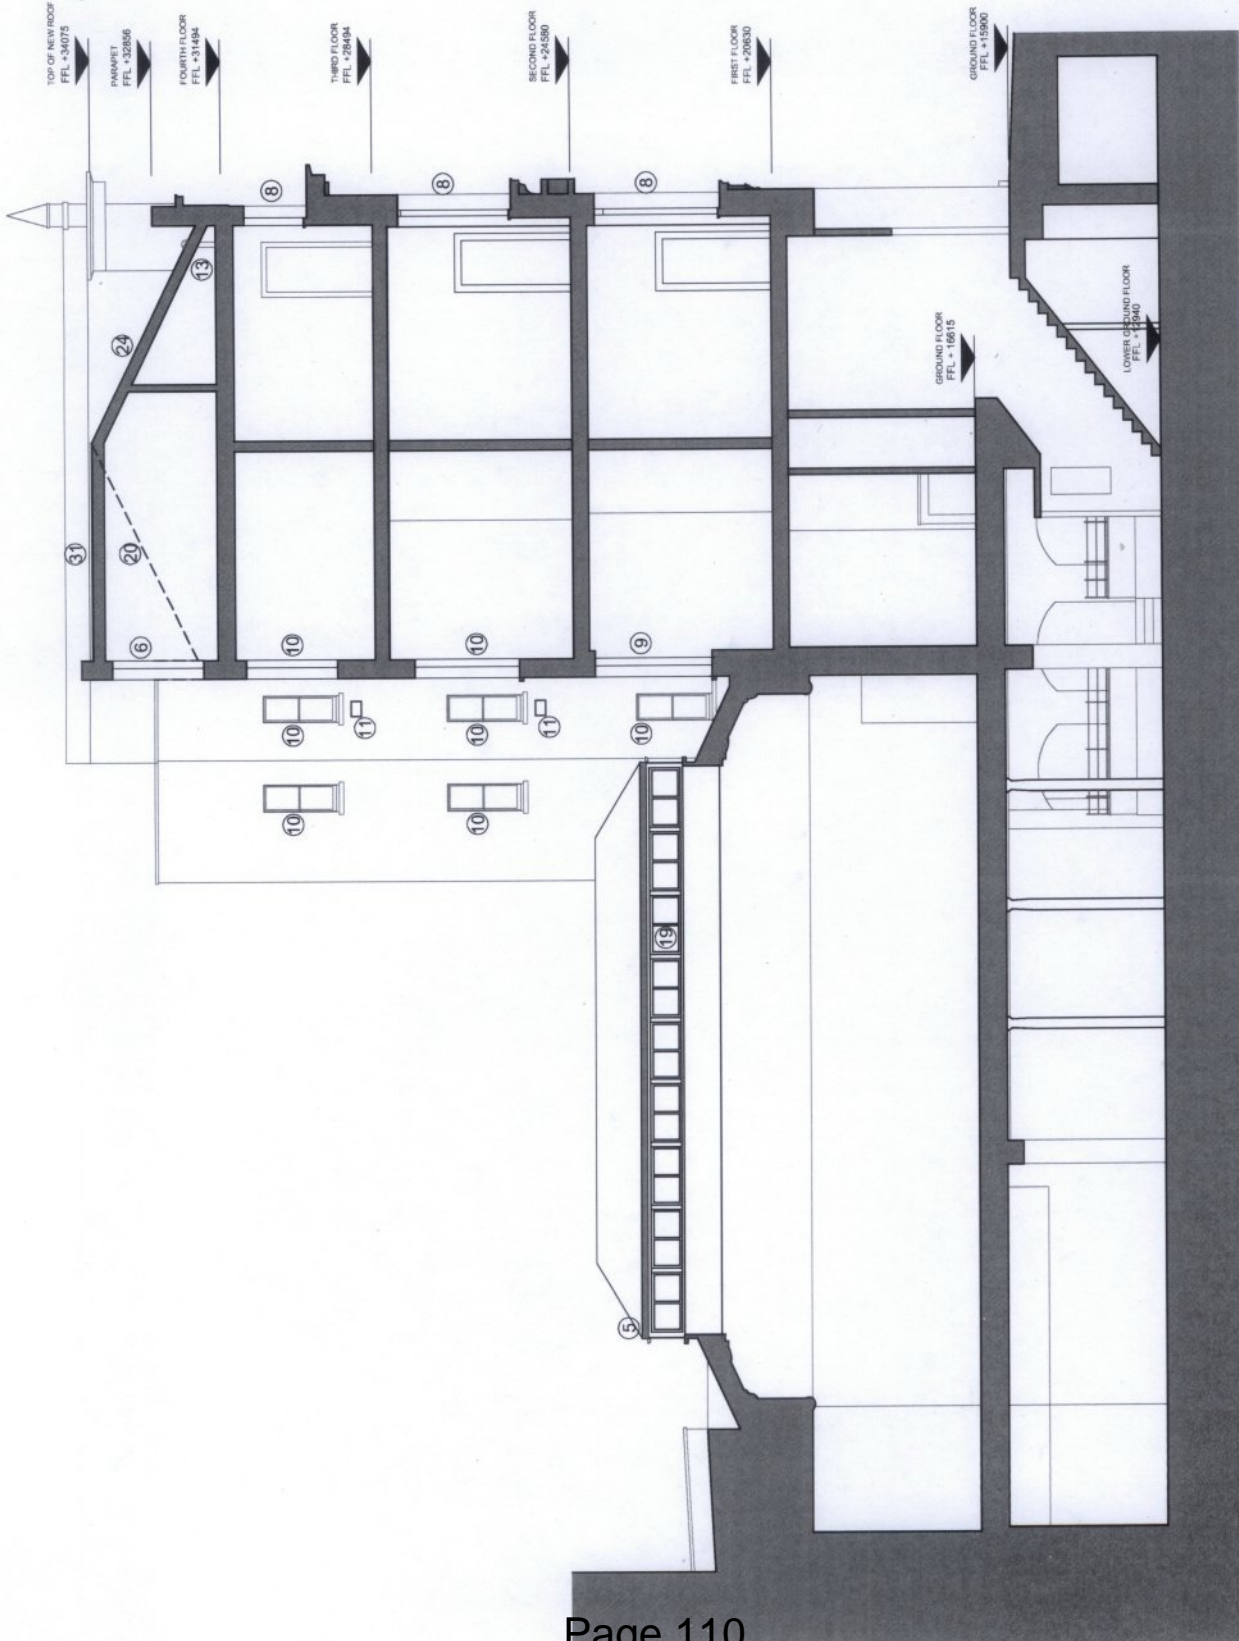 TOP OF NEW ROOF
FFL +34075
PARAPET
FFL +32856
FOURTH FLOOR
FFL +31494
THIRD FLOOR
FFL +28494
SECOND FLOOR
FFL +24580
FIRST FLOOR
FFL +20630
GROUND FLOOR
FFL +15900
GROUND FLOOR
FFL + 16615
LOWER GROUND FLOOR
FFL +12940
8
8
8
13
24
31
20
6
10
10
9
10
11
10
11
10
10
10
19
5
Page 110